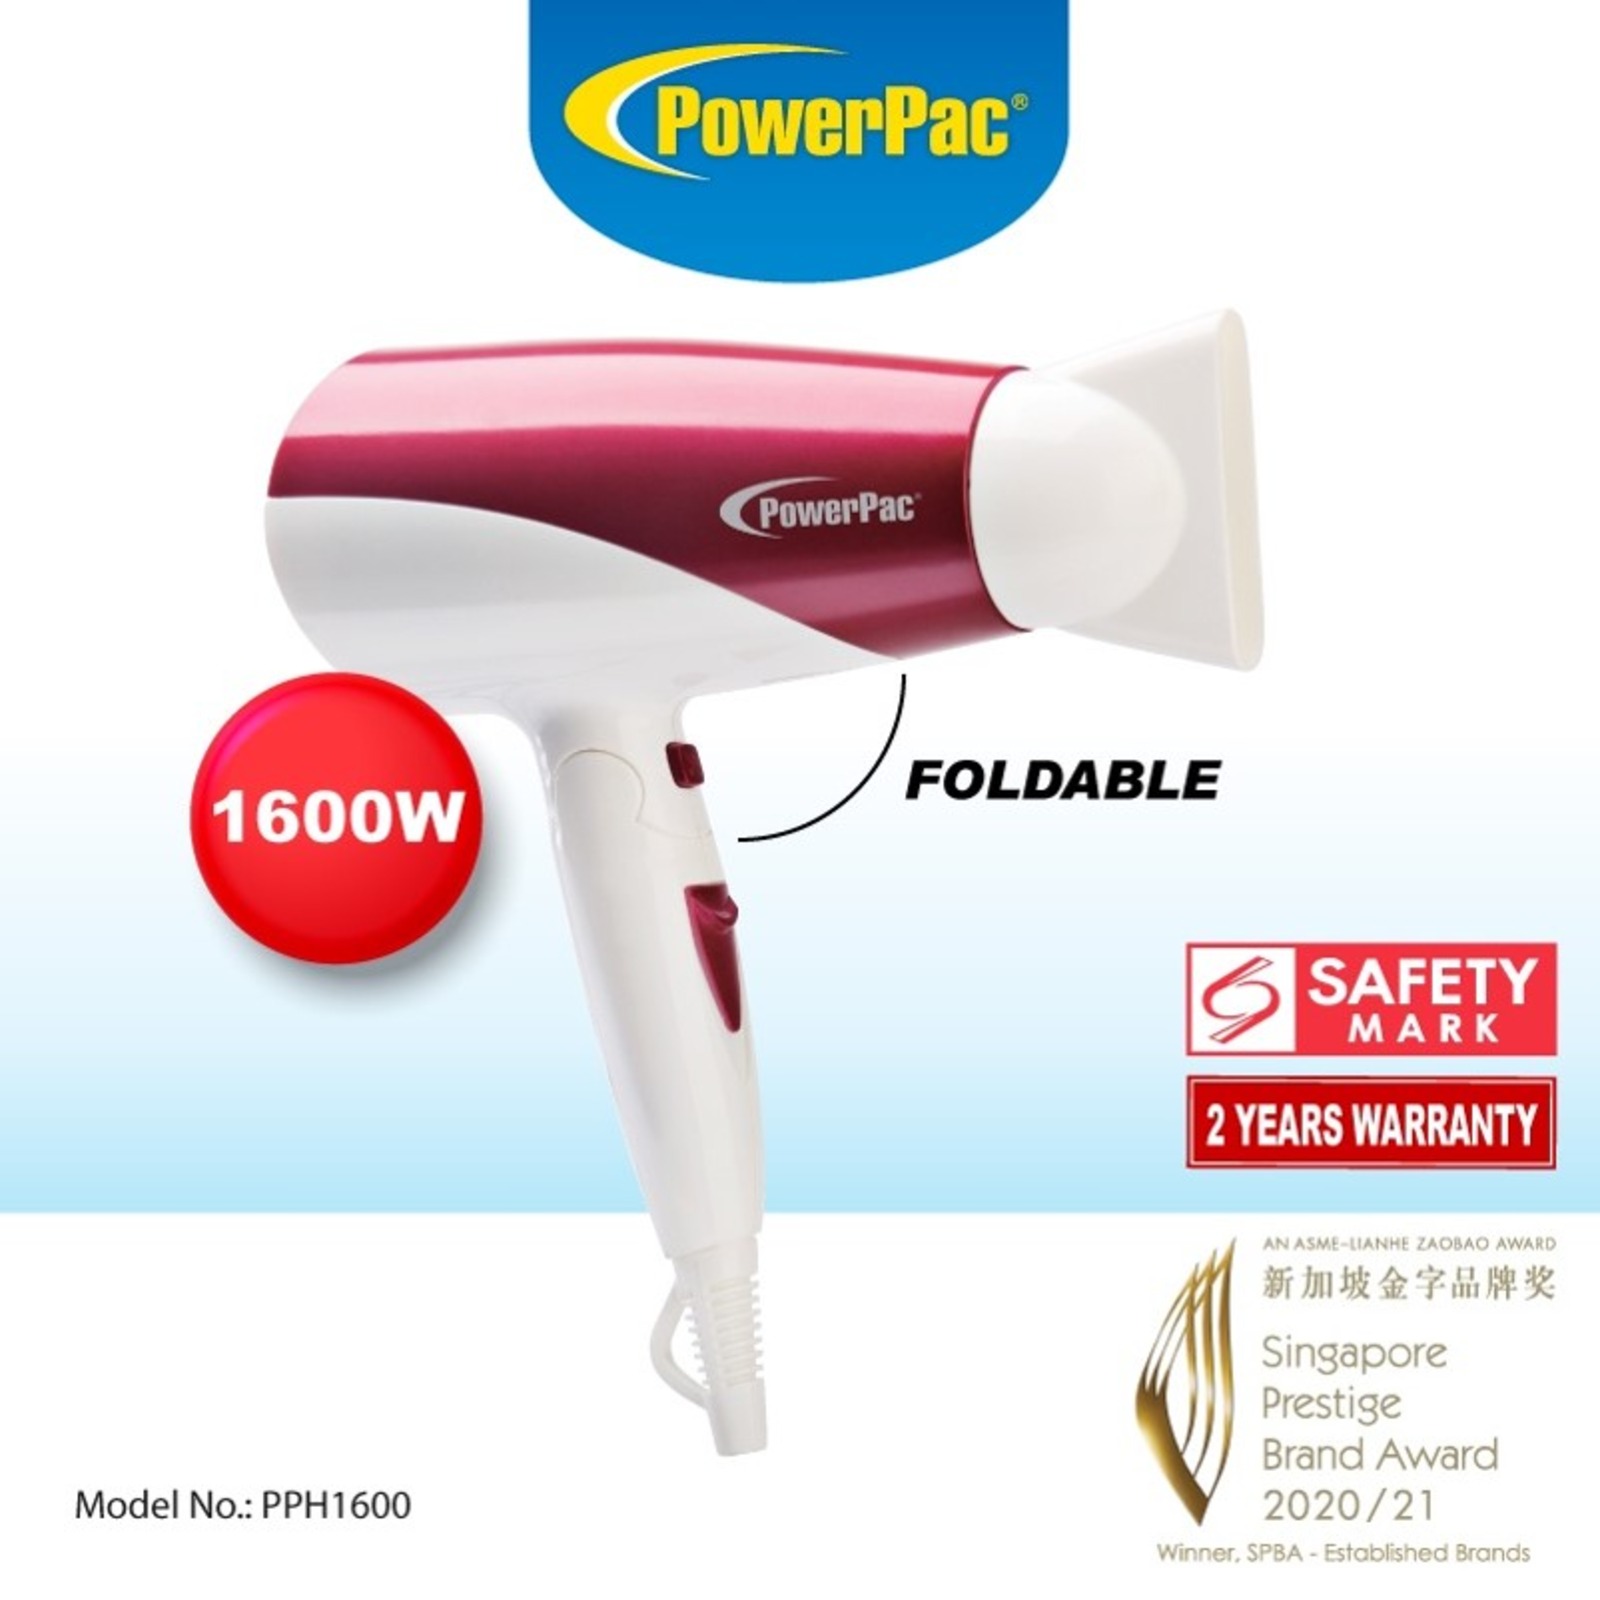 PowerPac®
PowerPac
1600W
FOLDABLE
SAFETY
MARK
2 YEARS WARRANTY
AN ASME-LIANHE ZAOBAO AWARD
新加坡金字品牌奖
Singapore
Prestige
Brand Award
2020/21
Winner, SPBA - Established Brands
Model No.: PPH1600